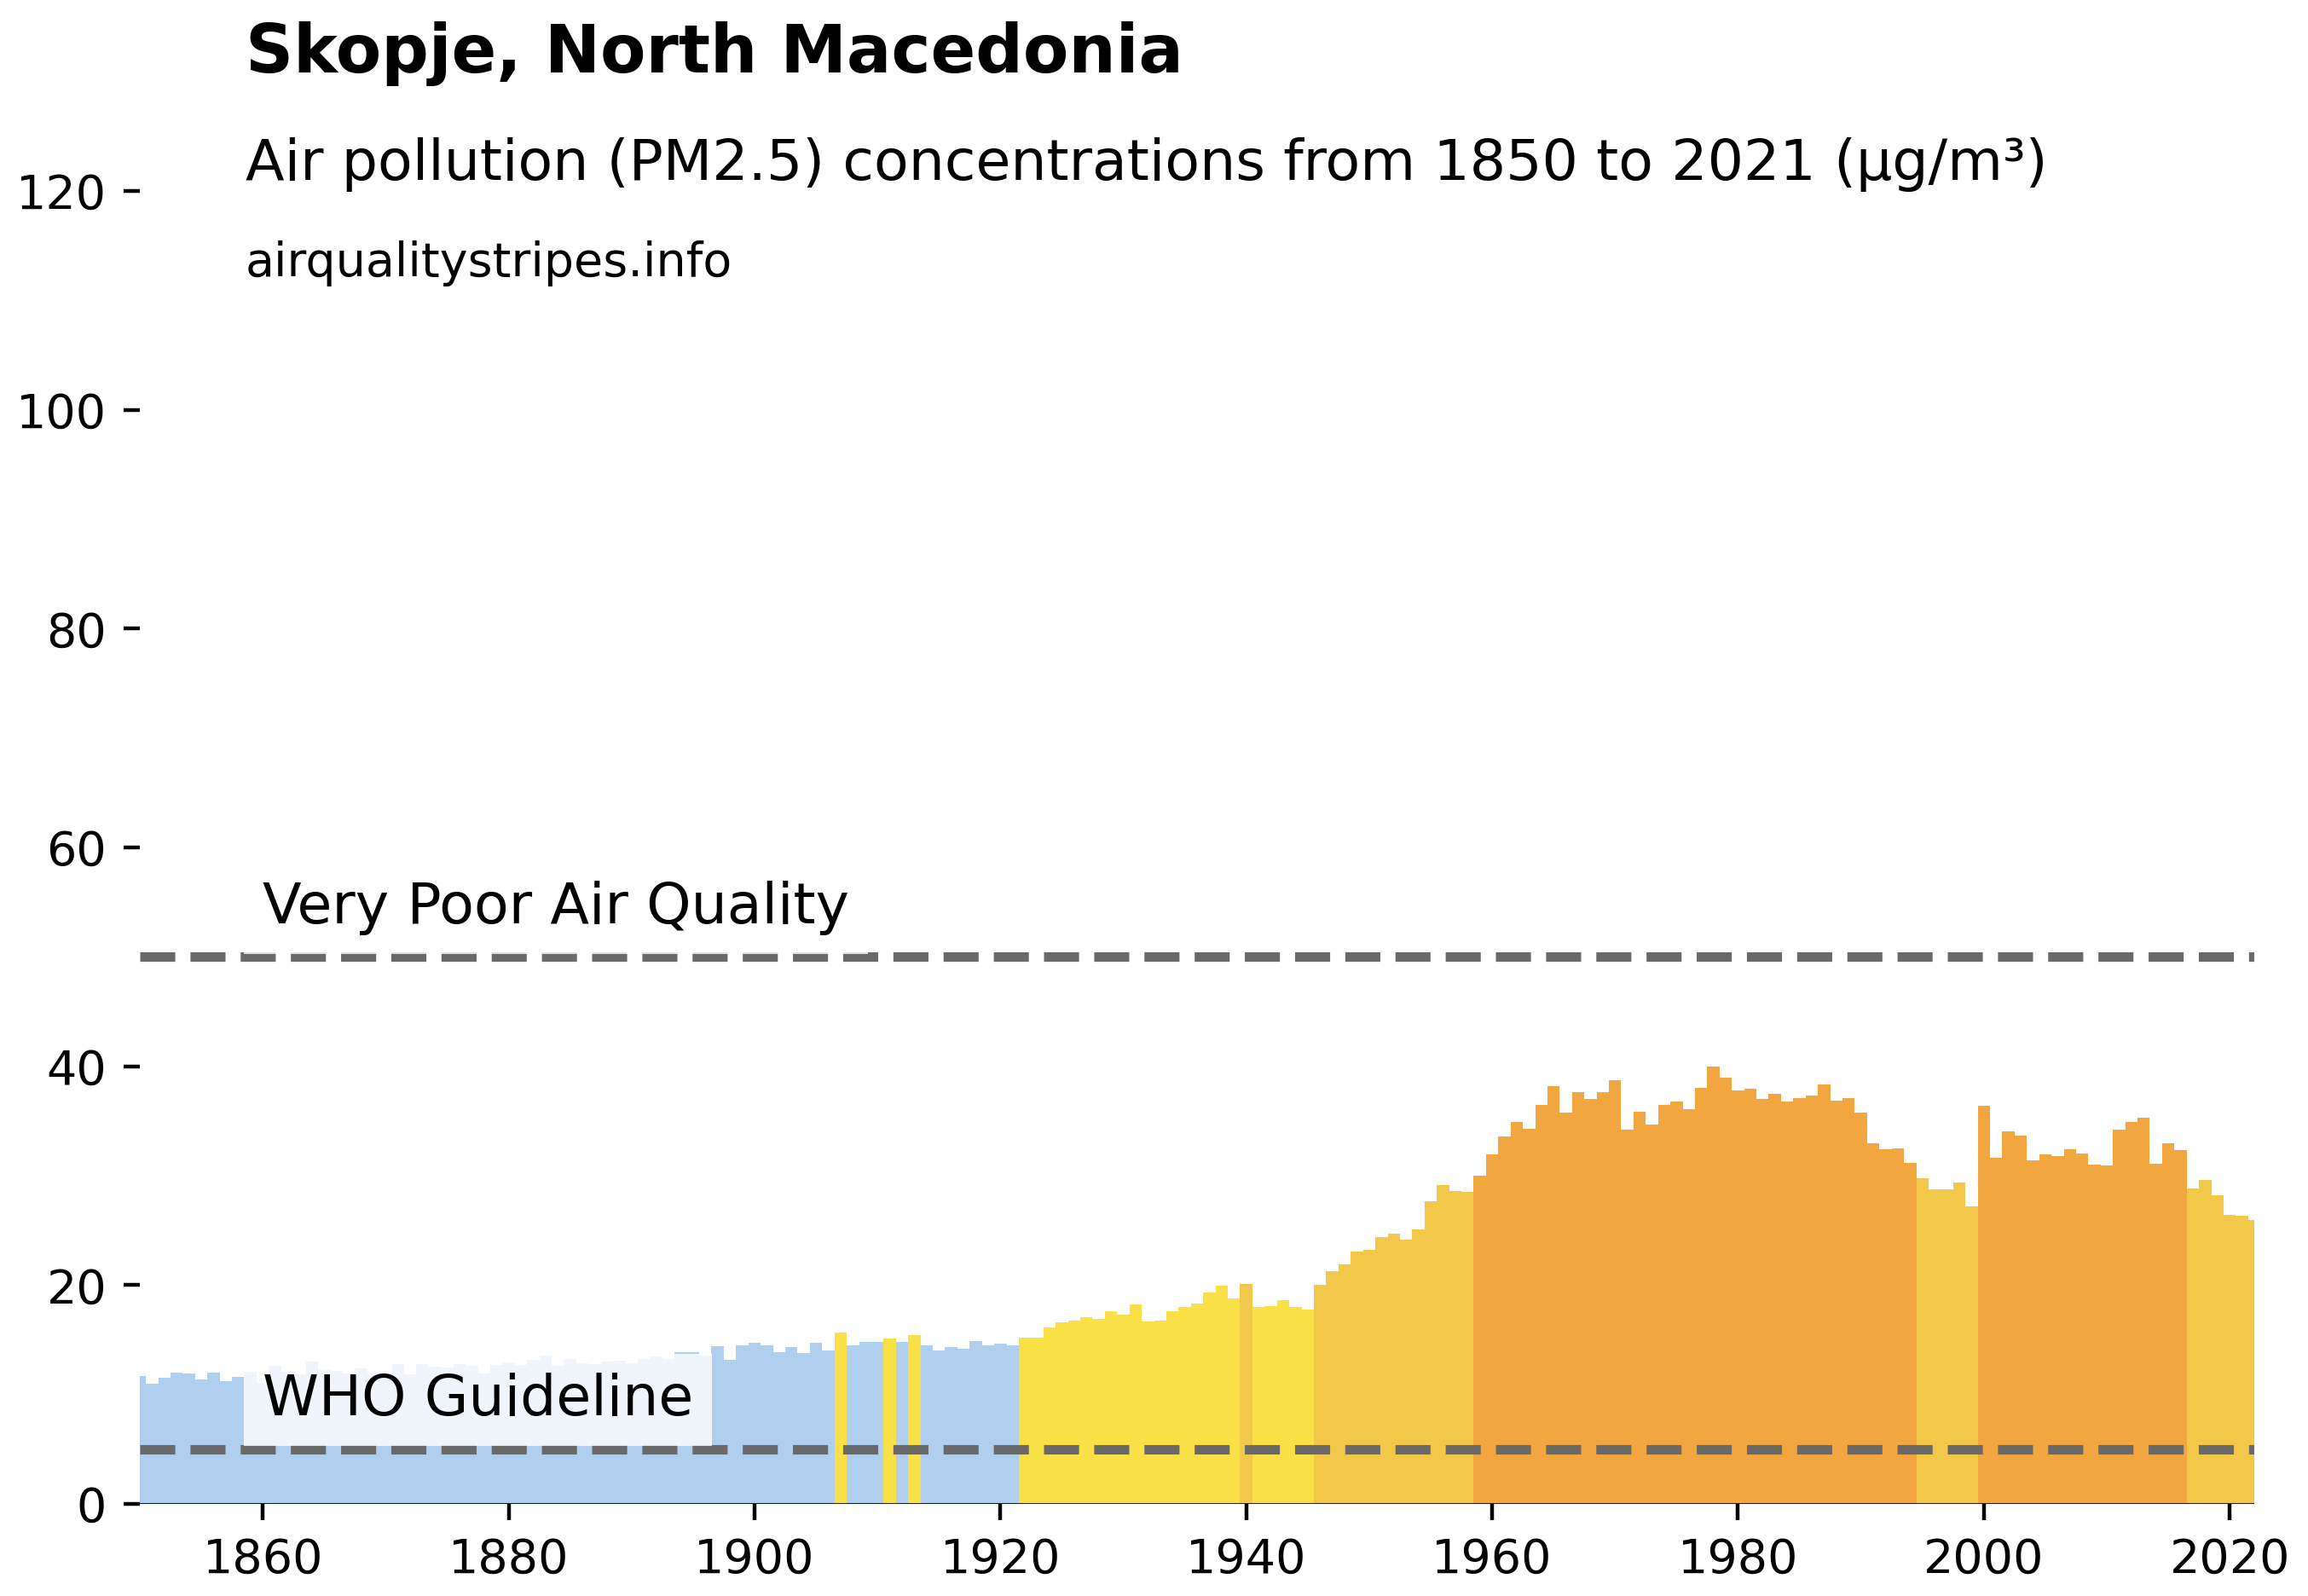 Skopje, North Macedonia
Air pollution (PM2.5) concentrations from 1850 to 2021 (µg/m³)
120
airqualitystripes.info
100
80
60
Very Poor Air Quality
40
20
WHO Guideline
0
1860 1880 1900 1920 1940 1960 1980 2000 2020